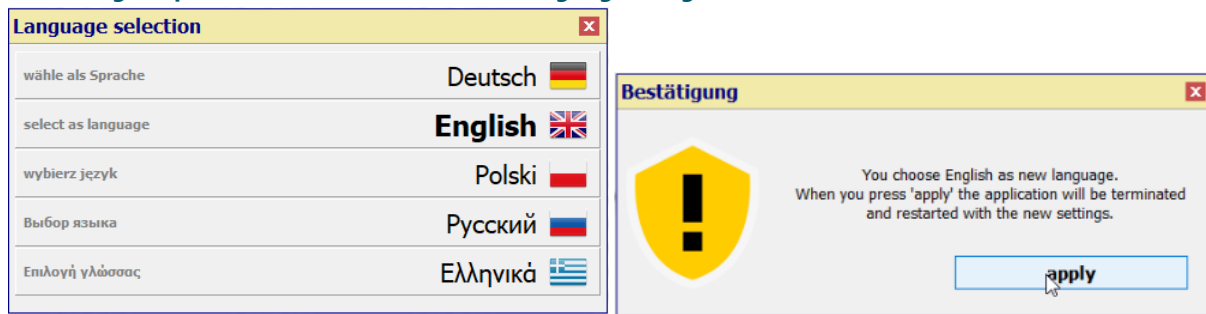 Language selection
wähle als Sprache Deutsch
select as language English
wybierz język Polski
Выбор языка Русский
Επιλογή γλώσσας Ελληνικά
Bestätigung
You choose English as new language.
When you press 'apply' the application will be terminated
and restarted with the new settings.
apply